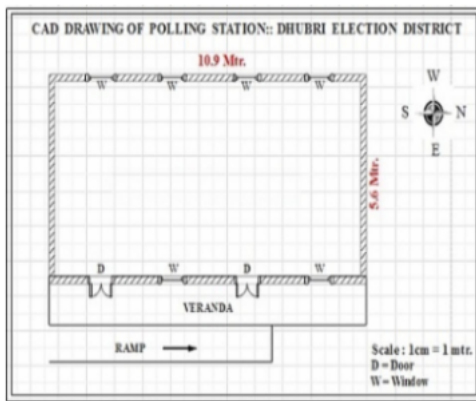 CAD DRAWING OF POLLING STATION:: DHUBRI ELECTION DISTRICT
10.9 Mtr.
W W W W
W
S N
E
5.6 Mtr.
D W D W
VERANDA
RAMP
Scale : 1cm = 1 mtr.
D = Door
W = Window